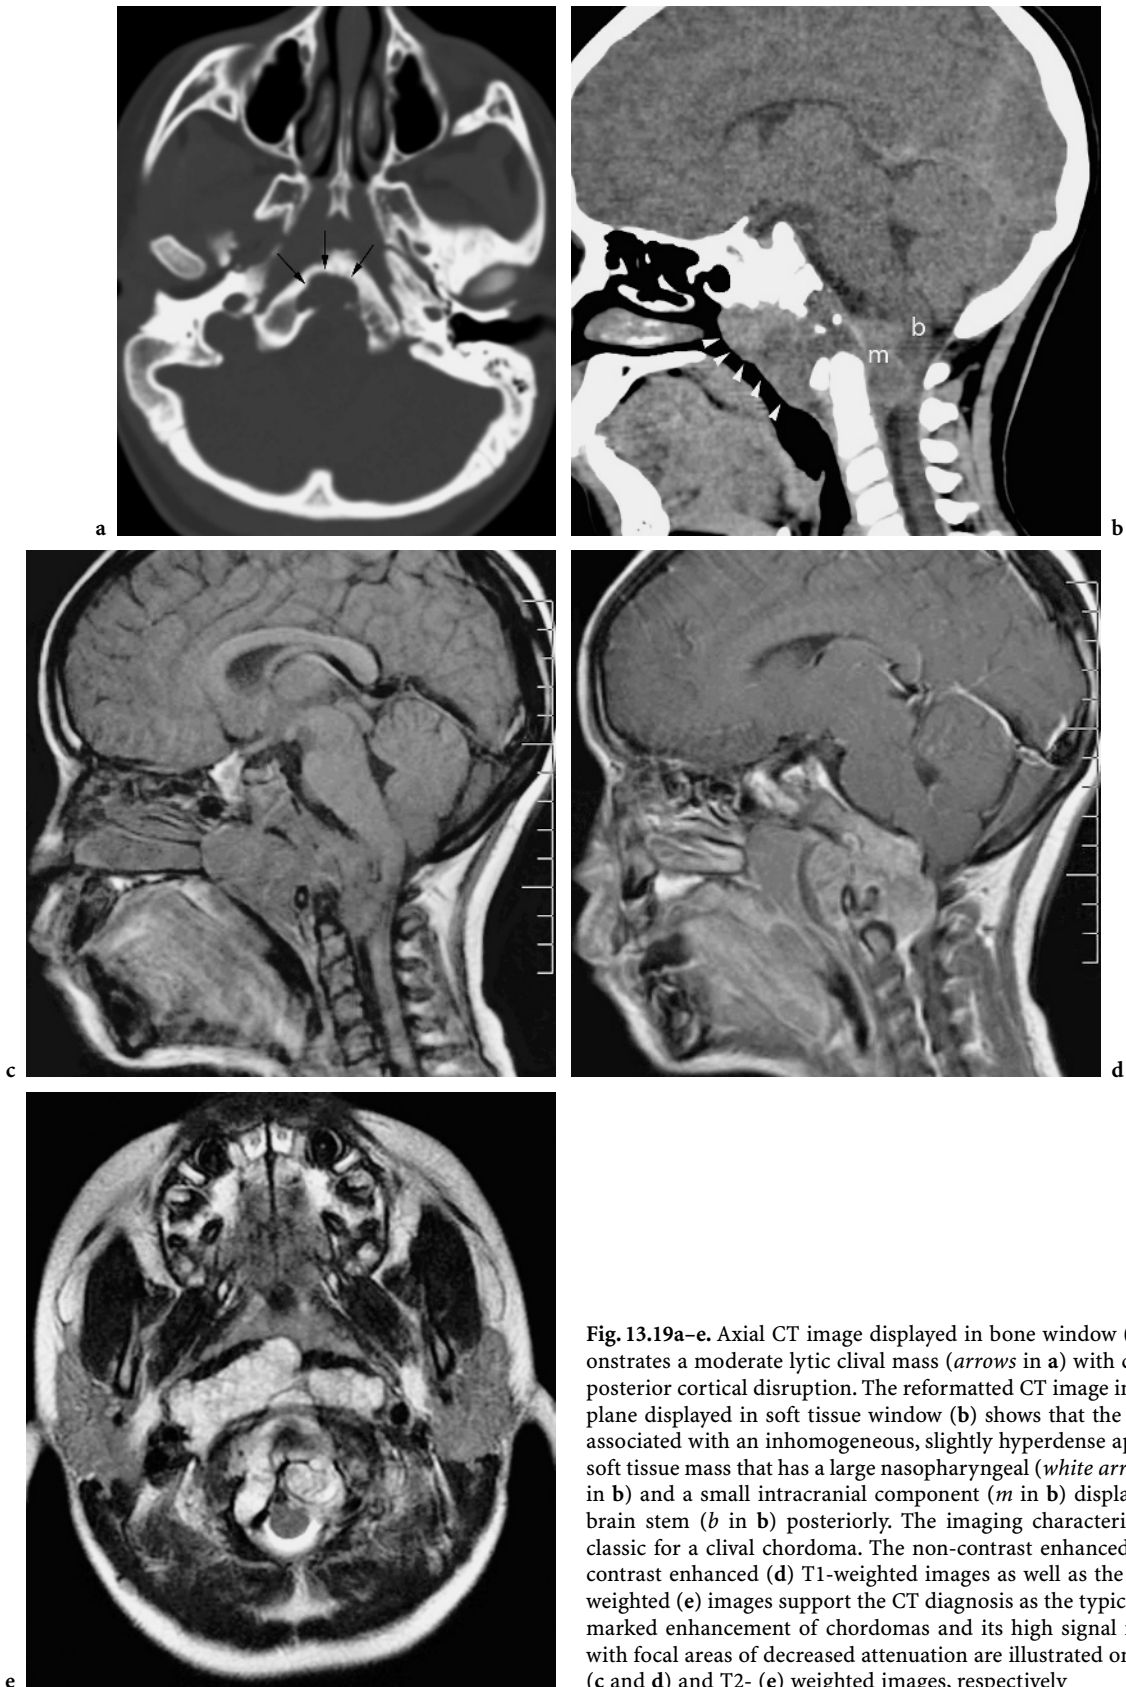 a
b
m
b
c
d
e
Fig. 13.19a–e. Axial CT image displayed in bone window (
onstrates a moderate lytic clival mass (arrows in a) with
posterior cortical disruption. The reformatted CT image in
plane displayed in soft tissue window (b) shows that the
associated with an inhomogeneous, slightly hyperdense
soft tissue mass that has a large nasopharyngeal (white
in b) and a small intracranial component (m in b)
brain stem (b in b) posteriorly. The imaging
classic for a clival chordoma. The non-contrast enhanced
contrast enhanced (d) T1-weighted images as well as the
weighted (e) images support the CT diagnosis as the
marked enhancement of chordomas and its high signal
with focal areas of decreased attenuation are illustrated
(c and d) and T2- (e) weighted images, respectively